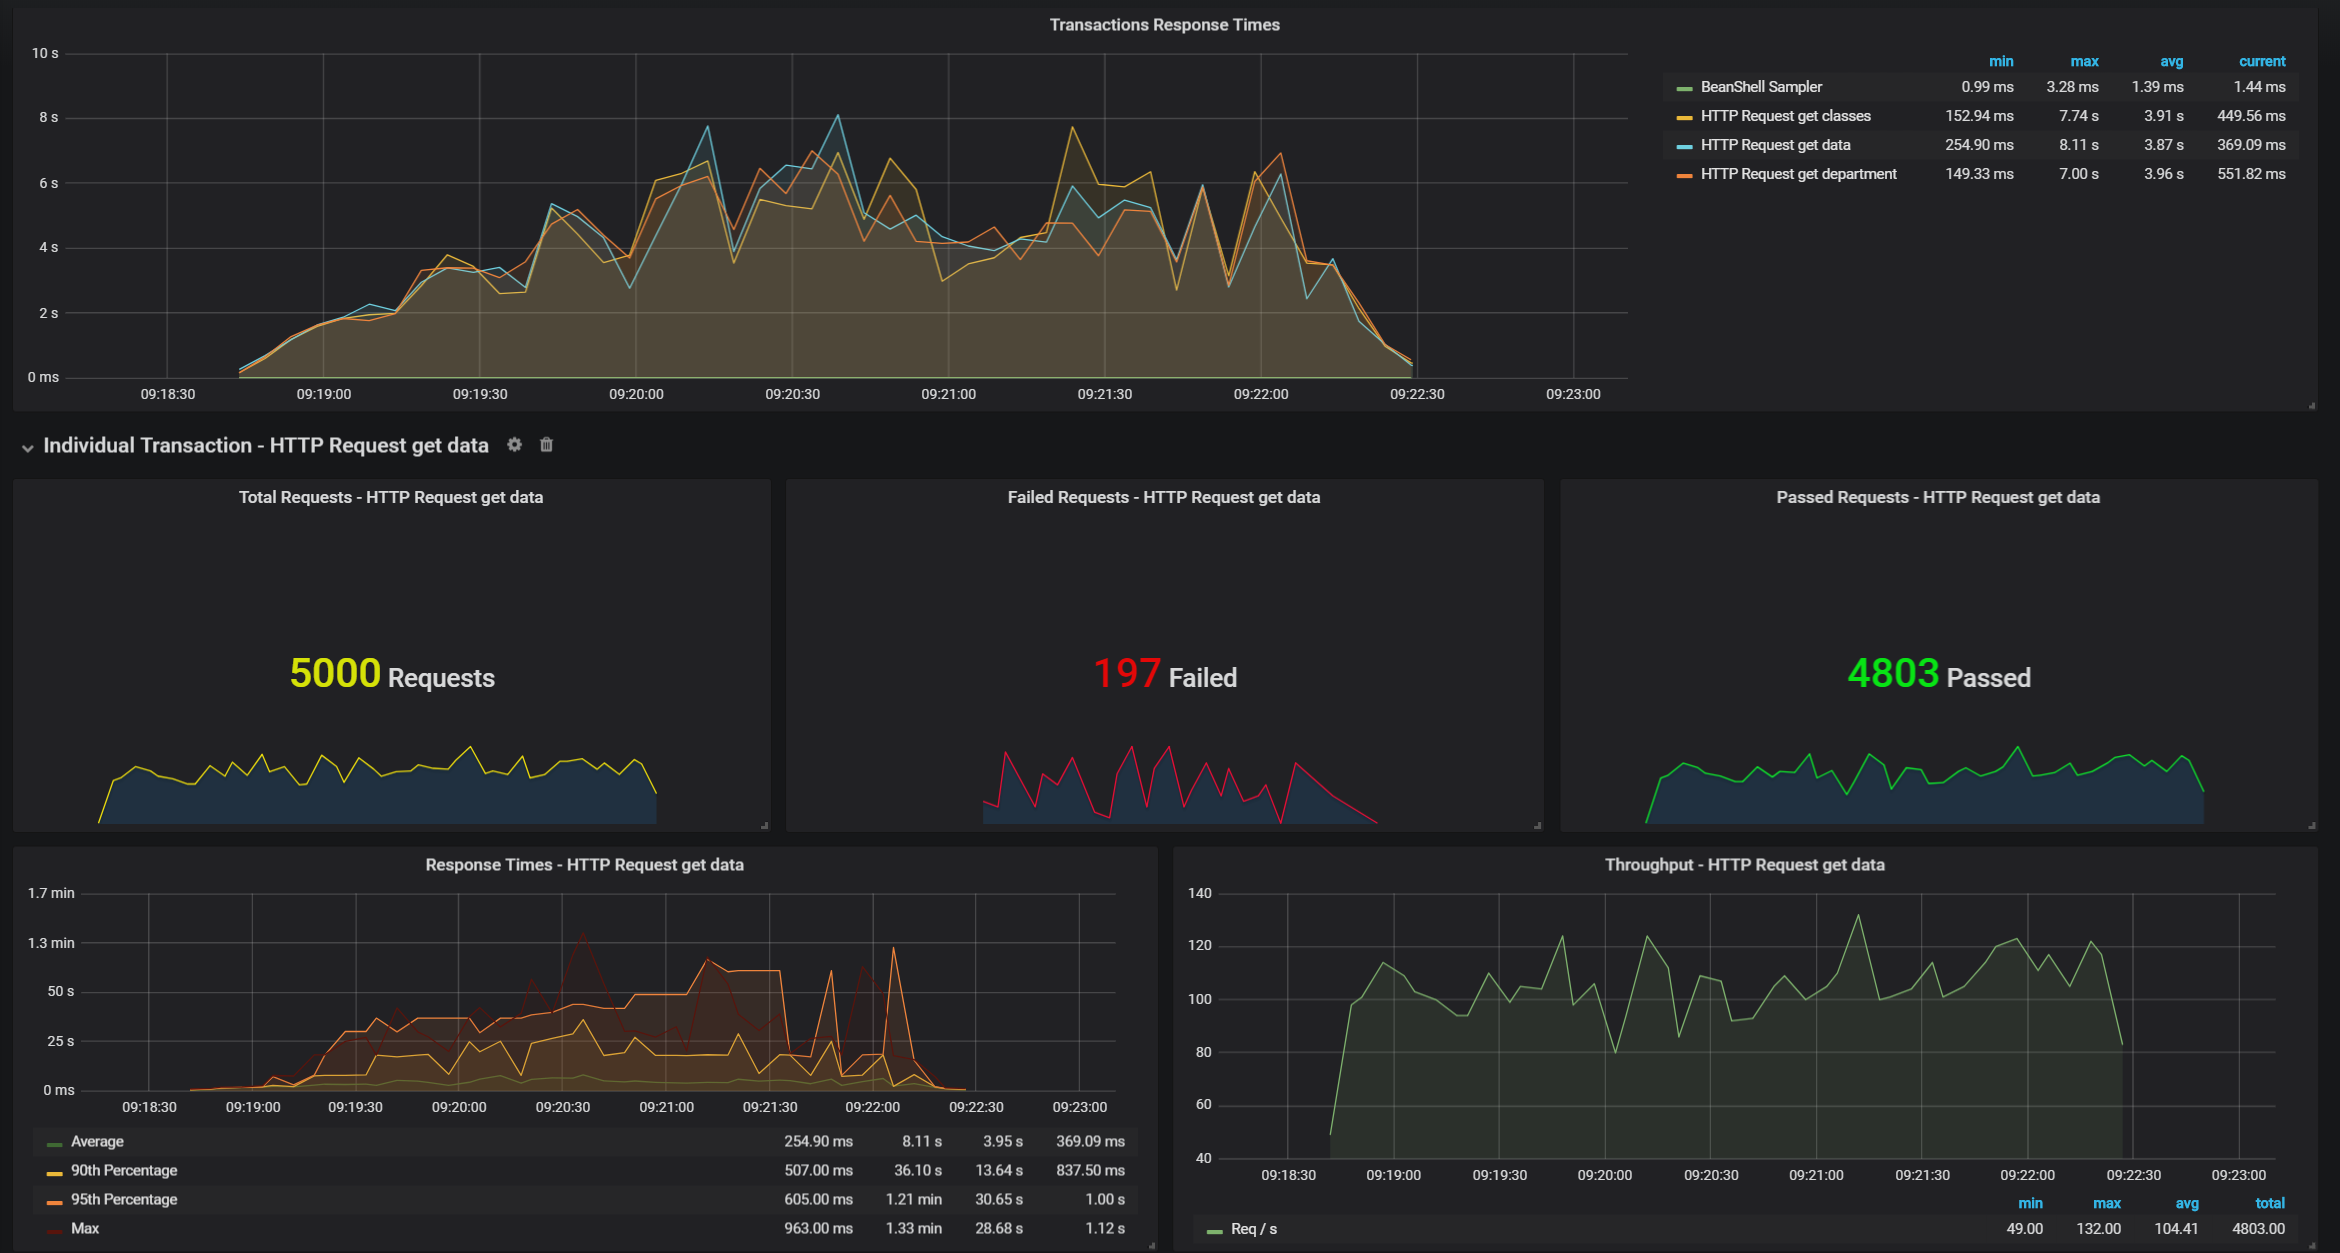 Transactions Response Times
10 s
8 s
6 s
4 s
2 s
0 ms
09:18:30 09:19:00 09:19:30 09:20:00 09:20:30 09:21:00 09:21:30 09:22:00 09:22:30 09:23:00
min max avg current
BeanShell Sampler 0.99 ms 3.28 ms 1.39 ms 1.44 ms
HTTP Request get classes 152.94 ms 7.74 s 3.91 s 449.56 ms
HTTP Request get data 254.90 ms 8.11 s 3.87 s 369.09 ms
HTTP Request get department 149.33 ms 7.00 s 3.96 s 551.82 ms
Individual Transaction - HTTP Request get data
Total Requests - HTTP Request get data
5000 Requests
Failed Requests - HTTP Request get data
197 Failed
Passed Requests - HTTP Request get data
4803 Passed
Response Times - HTTP Request get data
1.7 min
1.3 min
50 s
25 s
0 ms
09:18:30 09:19:00 09:19:30 09:20:00 09:20:30 09:21:00 09:21:30 09:22:00 09:22:30 09:23:00
Average 254.90 ms 8.11 s 3.95 s 369.09 ms
90th Percentage 507.00 ms 36.10 s 13.64 s 837.50 ms
95th Percentage 605.00 ms 1.21 min 30.65 s 1.00 s
Max 963.00 ms 1.33 min 28.68 s 1.12 s
Throughput - HTTP Request get data
140
120
100
80
60
40
09:18:30 09:19:00 09:19:30 09:20:00 09:20:30 09:21:00 09:21:30 09:22:00 09:22:30 09:23:00
min max avg total
Req / s 49.00 132.00 104.41 4803.00